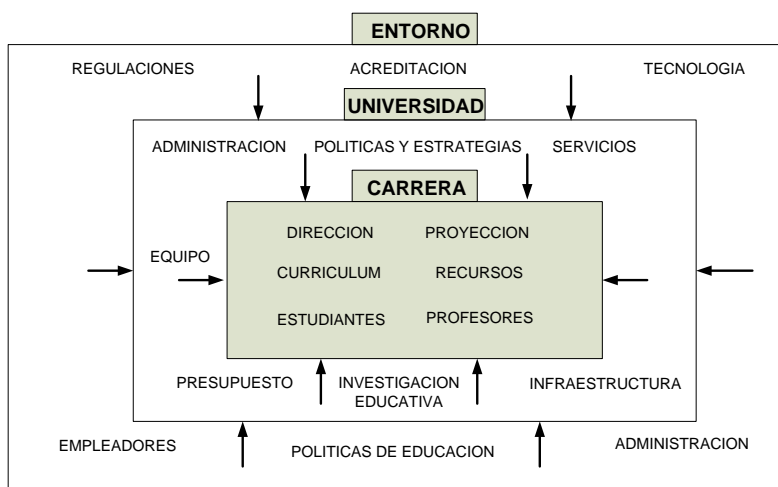 ENTORNO
REGULACIONES ACREDITACION TECNOLOGIA
UNIVERSIDAD
ADMINISTRACION POLITICAS Y ESTRATEGIAS SERVICIOS
CARRERA
DIRECCION PROYECCION
EQUIPO
CURRICULUM RECURSOS
ESTUDIANTES PROFESORES
PRESUPUESTO INVESTIGACION INFRAESTRUCTURA
EDUCATIVA
EMPLEADORES POLITICAS DE EDUCACION ADMINISTRACION